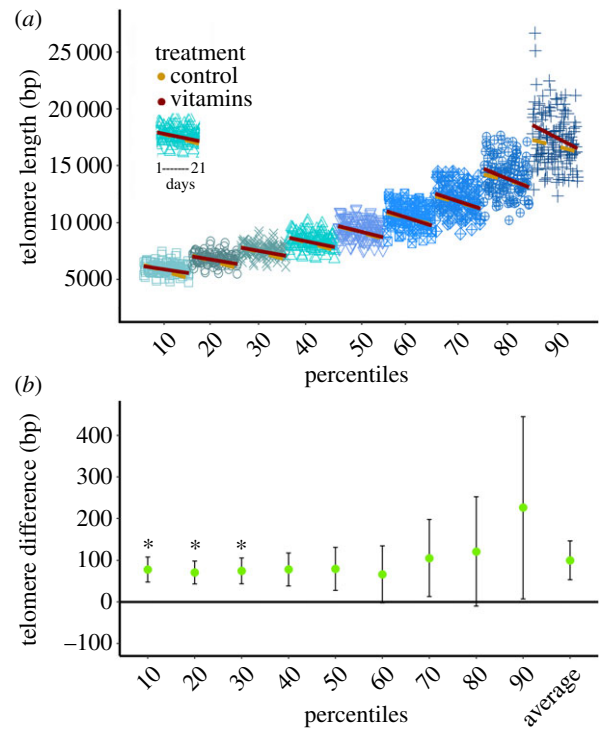 (a)
telomere length (bp)
25 000
20 000
15 000
10 000
5000
treatment
control
vitamins
1-------21
days
10 20 30 40 50 60 70 80 90
percentiles
(b)
telomere difference (bp)
400
300
200
100
0
−100
* * *
10 20 30 40 50 60 70 80 90 average
percentiles